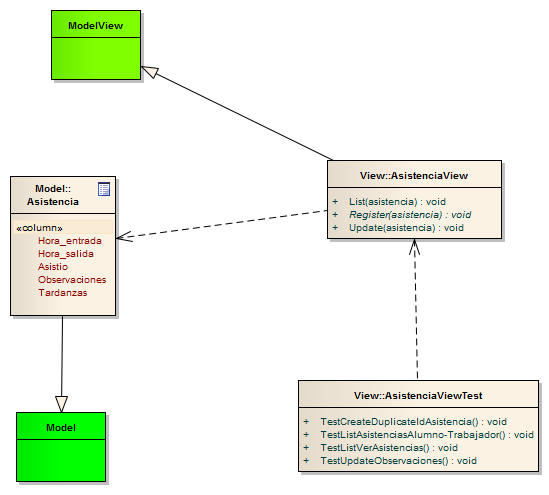 ModelView
Model::
Asistencia
«column»
Hora_entrada
Hora_salida
Asistio
Observaciones
Tardanzas
View::AsistenciaView
+ List(asistencia) : void
+ Register(asistencia) : void
+ Update(asistencia) : void
Model
View::AsistenciaViewTest
+ TestCreateDuplicateIdAsistencia() : void
+ TestListAsistenciasAlumno-Trabajador() : void
+ TestListVerAsistencias() : void
+ TestUpdateObservaciones() : void